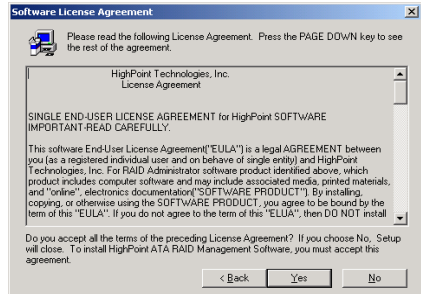 Software License Agreement
Please read the following License Agreement. Press the PAGE DOWN key to see
the rest of the agreement.
HighPoint Technologies, Inc.
License Agreement
SINGLE END-USER LICENSE AGREEMENT for HighPoint SOFTWARE
IMPORTANT-READ CAREFULLY.
This software End-User License Agreement("EULA") is a legal AGREEMENT between
you (as a registered individual user and on behave of single entity) and HighPoint
Technologies, Inc. For RAID Administrator software product identified above, which
product includes computer software and may include associated media, printed materials,
and "online", electronics documentation("SOFTWARE PRODUCT"). By installing,
copying, or otherwise using the SOFTWARE PRODUCT, you agree to be bound by the
term of this "EULA". If you do not agree to the term of this "ELUA", then DO NOT install
Do you accept all the terms of the preceding License Agreement? If you choose No, Setup
will close. To install HighPoint ATA RAID Management Software, you must accept this
agreement.
< Back
Yes
No